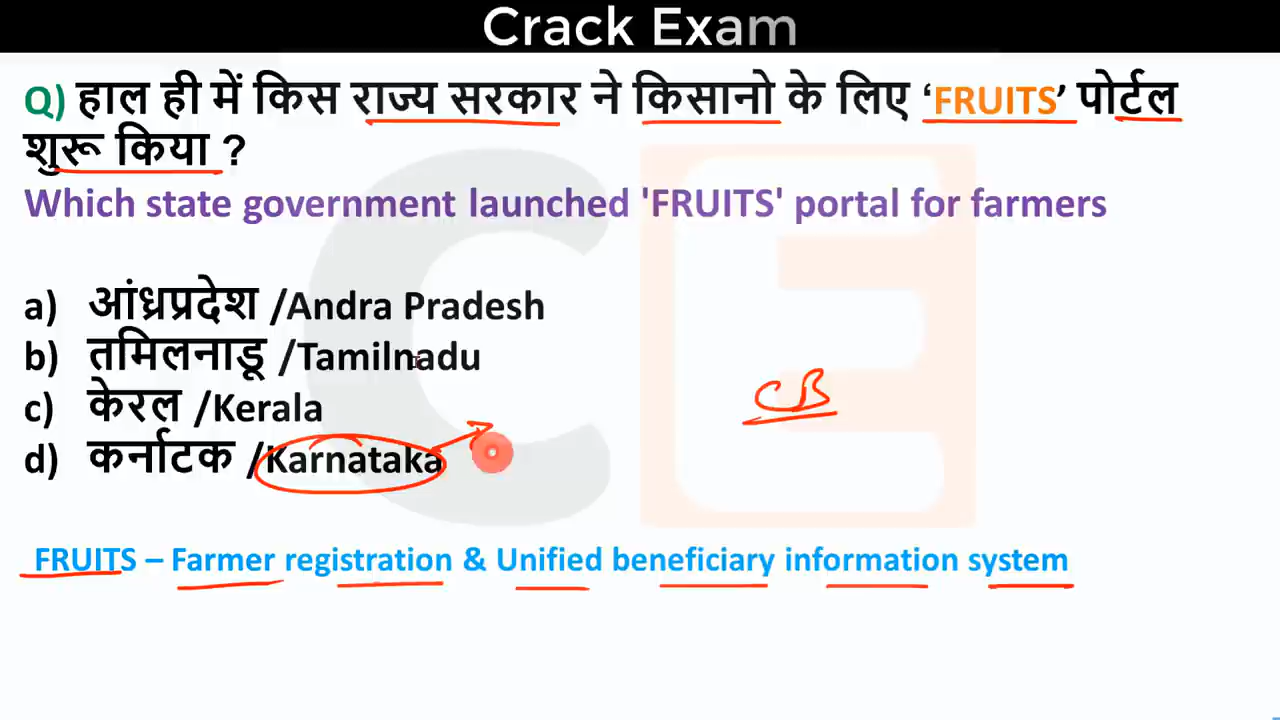 Crack Exam
Q) हाल ही में किस राज्य सरकार ने किसानो के लिए ‘FRUITS’ पोर्टल
शुरू किया ?
Which state government launched 'FRUITS' portal for farmers
a) आंध्रप्रदेश /Andra Pradesh
b) तमिलनाडू /Tamilnadu
c) केरल /Kerala
CB
d) कर्नाटक /Karnataka
FRUITS – Farmer registration & Unified beneficiary information system